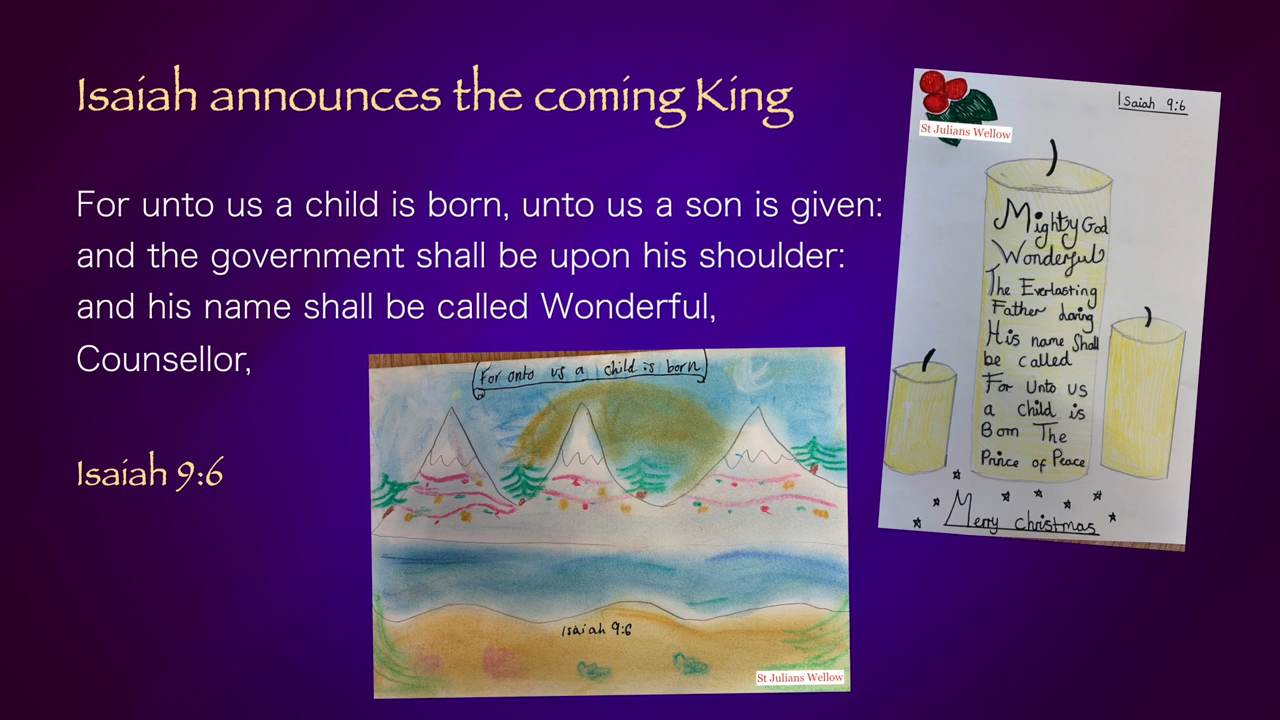 Isaiah announces the coming King
For unto us a child is born, unto us a son is given:
and the government shall be upon his shoulder:
and his name shall be called Wonderful,
Counsellor,
Isaiah 9:6
For onto us a child is born
Isaiah 9:6
St Julians Wellow
Isaiah 9:6
St Julians Wellow
Mighty God
Wonderful
The Everlasting
Father
His name Shall
be called
For Unto us
a child is
Born The
Prince of Peace
Merry christmas